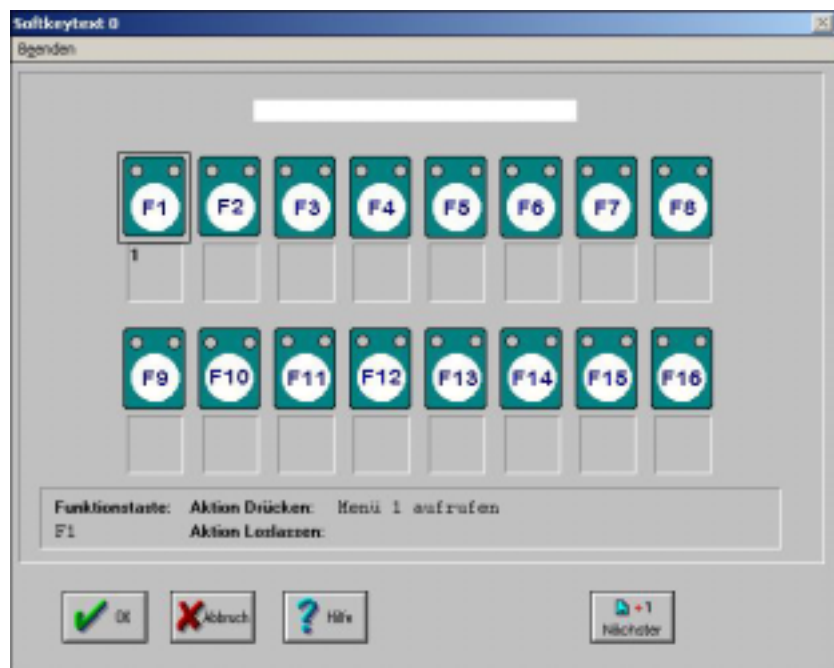 Softkeytext 0
Beenden
F1 F2 F3 F4 F5 F6 F7 F8
1
F9 F10 F11 F12 F13 F14 F15 F16
Funktionstaste: Aktion Drücken: Menü 1 aufrufen
F1 Aktion Loslassen:
OK Abbruch Hilfe +1
Nächster